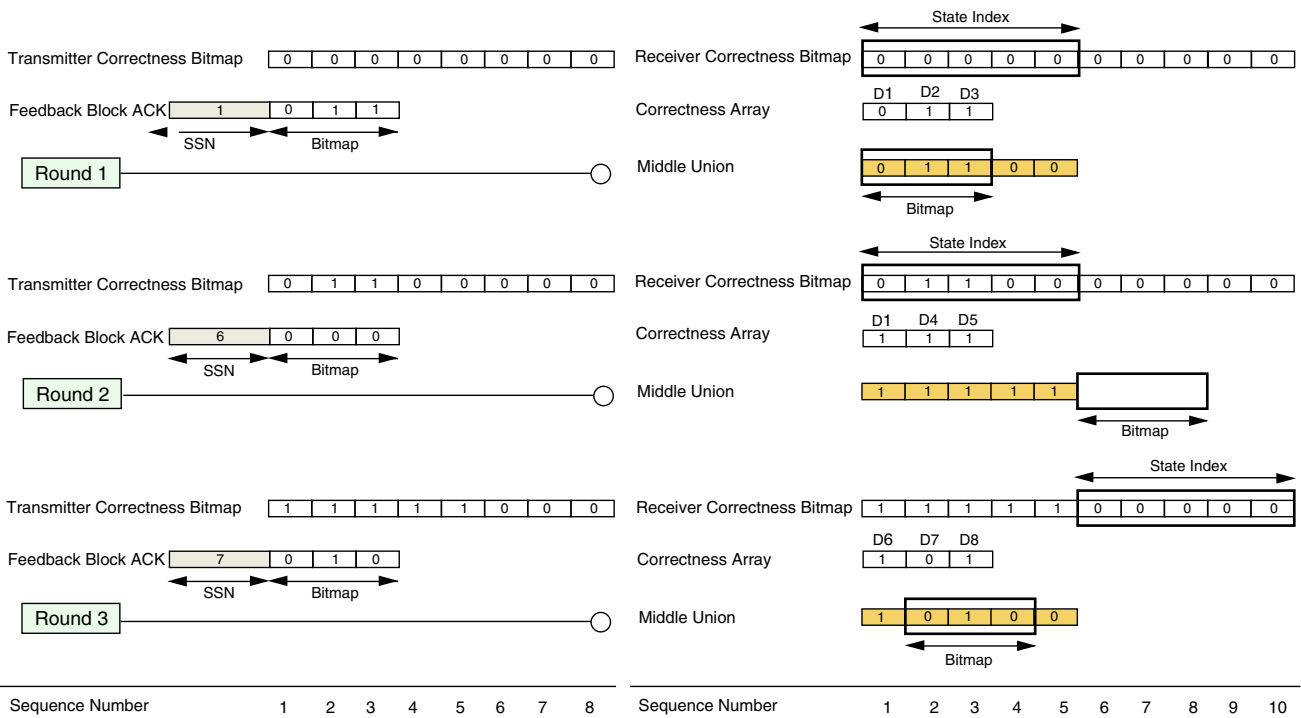 State Index
Transmitter Correctness Bitmap 0 0 0 0 0 0 0 0
Receiver Correctness Bitmap 0 0 0 0 0 0 0 0 0 0
D1 D2 D3
Feedback Block ACK 1 0 1 1
Correctness Array 0 1 1
SSN Bitmap
Round 1
Middle Union 0 1 1 0 0
Bitmap
State Index
Transmitter Correctness Bitmap 0 1 1 0 0 0 0 0
Receiver Correctness Bitmap 0 1 1 0 0 0 0 0 0 0
D1 D4 D5
Feedback Block ACK 6 0 0 0
Correctness Array 1 1 1
SSN Bitmap
Round 2
Middle Union 1 1 1 1 1
Bitmap
State Index
Transmitter Correctness Bitmap 1 1 1 1 1 0 0 0
Receiver Correctness Bitmap 1 1 1 1 1 0 0 0 0 0
D6 D7 D8
Feedback Block ACK 7 0 1 0
Correctness Array 1 0 1
SSN Bitmap
Round 3
Middle Union 1 0 1 0 0
Bitmap
Sequence Number 1 2 3 4 5 6 7 8
Sequence Number 1 2 3 4 5 6 7 8 9 10